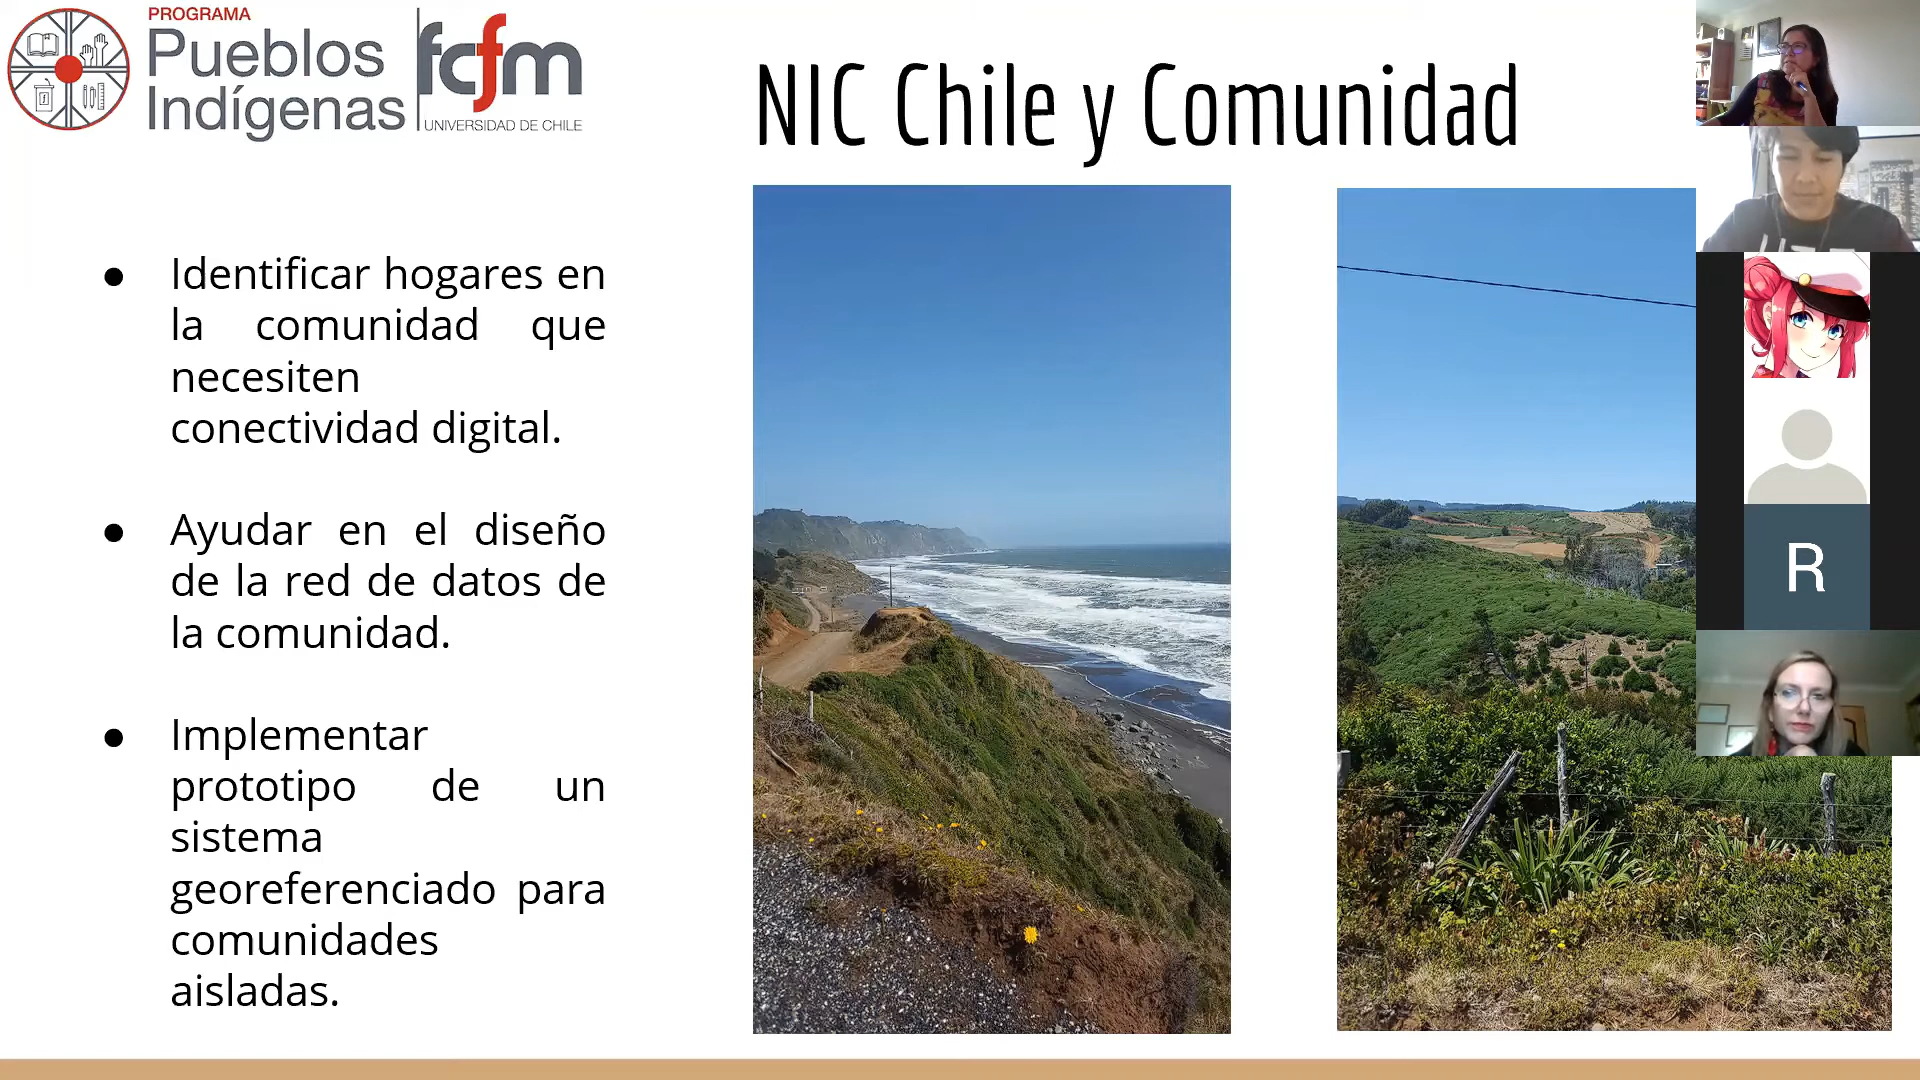 PROGRAMA
Pueblos
Indígenas
fcfm
UNIVERSIDAD DE CHILE
NIC Chile y Comunidad
● Identificar hogares en
la comunidad que
necesiten
conectividad digital.
● Ayudar en el diseño
de la red de datos de
la comunidad.
● Implementar
prototipo de un
sistema
georeferenciado para
comunidades
aisladas.
R